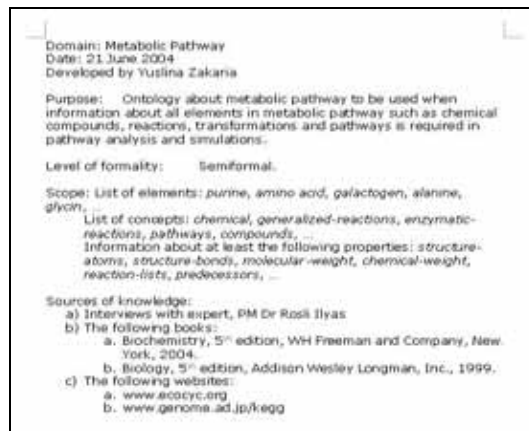 Domain: Metabolic Pathway
Date: 21 June 2004
Developed by Yuslina Zakaria
Purpose: Ontology about metabolic pathway to be used when
information about all elements in metabolic pathway such as chemical
compounds, reactions, transformations and pathways is required in
pathway analysis and simulations.
Level of formality: Semiformal.
Scope: List of elements: purine, amino acid, galactogen, alanine,
glycin, ...
List of concepts: chemical, generalized-reactions, enzymatic-
reactions, pathways, compounds, ...
Information about at least the following properties: structure-
atoms, structure-bonds, molecular-weight, chemical-weight,
reaction-lists, predecessors, ...
Sources of knowledge:
a) Interviews with expert, PM Dr Rosli Ilyas
b) The following books:
a. Biochemistry, 5th edition, WH Freeman and Company, New
York, 2004.
b. Biology, 5th edition, Addison Wesley Longman, Inc., 1999.
c) The following websites:
a. www.ecocyc.org
b. www.genome.ad.jp/kegg